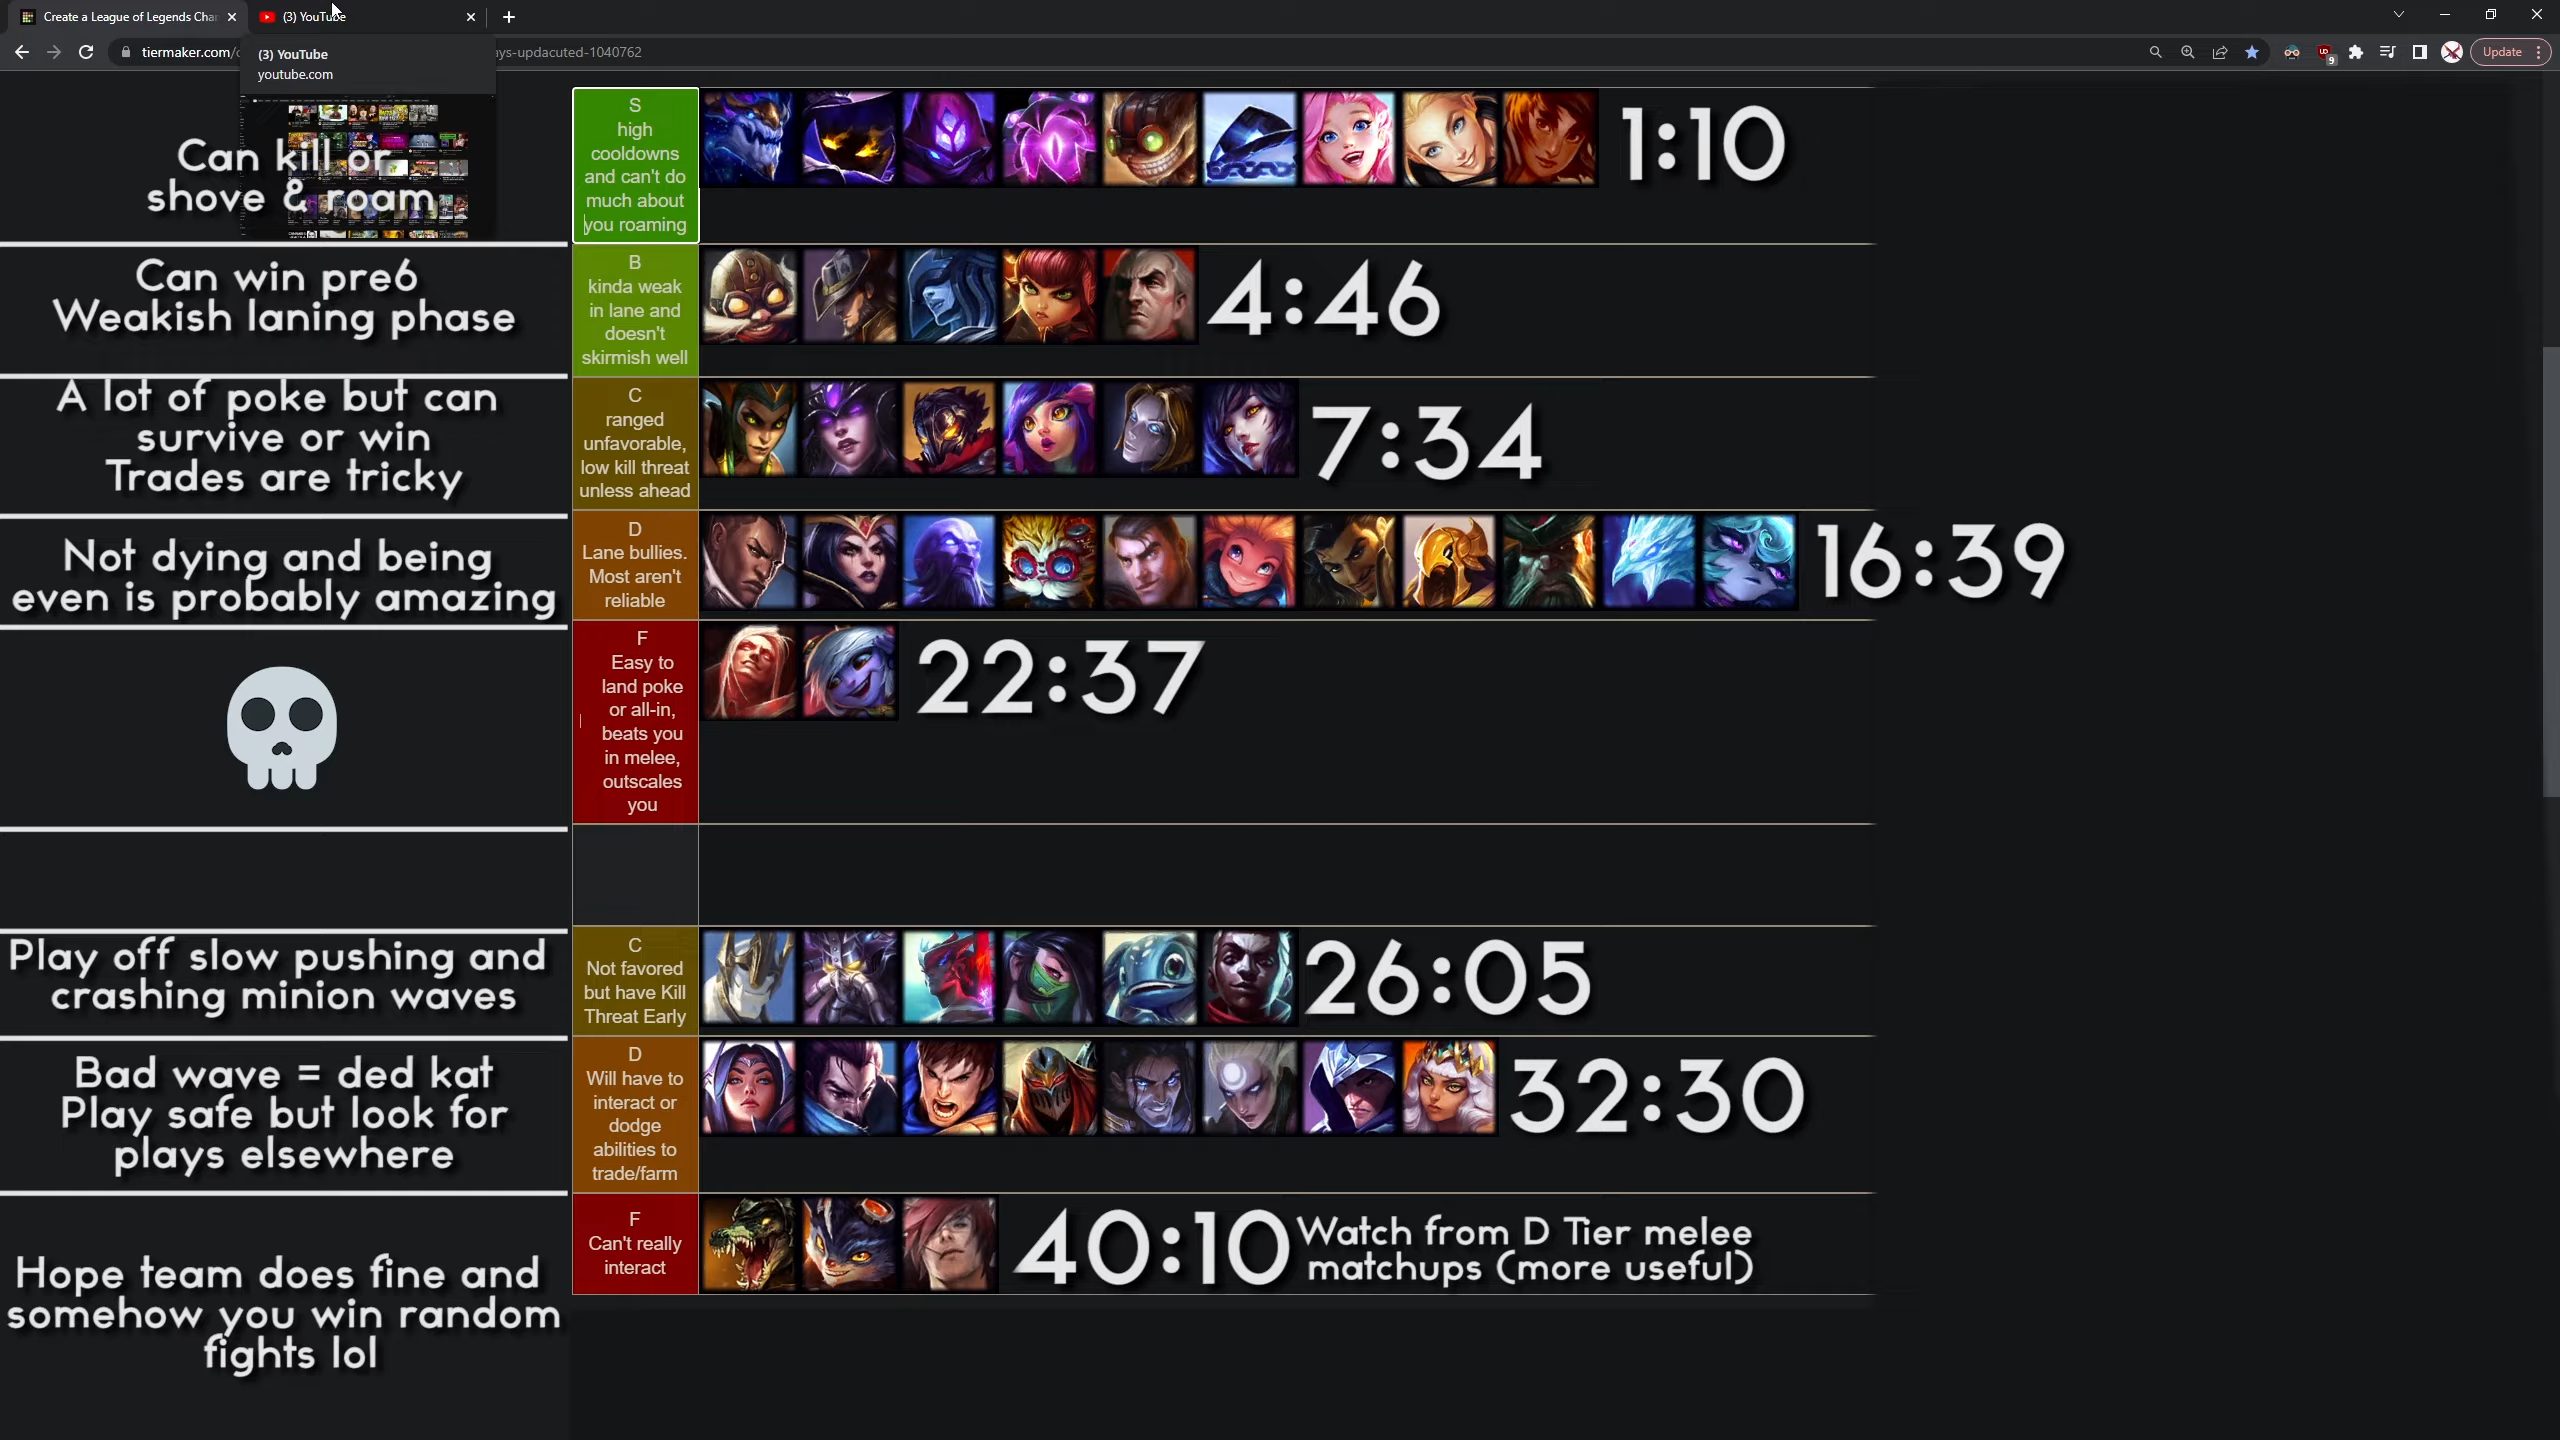 Create a League of Legends Cha
(3) YouTube
tiermaker.com/c
ys-updacuted-1040762
Update
9
(3) YouTube
youtube.com
Can kill or
shove & roam
S
high
cooldowns
and can't do
much about
you roaming
1:10
Can win pre6
Weakish laning phase
B
kinda weak
in lane and
doesn't
skirmish well
4:46
A lot of poke but can
survive or win
Trades are tricky
C
ranged
unfavorable,
low kill threat
unless ahead
7:34
Not dying and being
even is probably amazing
D
Lane bullies.
Most aren't
reliable
16:39
F
Easy to
land poke
or all-in,
beats you
in melee,
outscales
you
22:37
Play off slow pushing and
crashing minion waves
C
Not favored
but have Kill
Threat Early
26:05
Bad wave = ded kat
Play safe but look for
plays elsewhere
D
Will have to
interact or
dodge
abilities to
trade/farm
32:30
Hope team does fine and
somehow you win random
fights lol
F
Can't really
interact
40:10
Watch from D Tier melee
matchups (more useful)